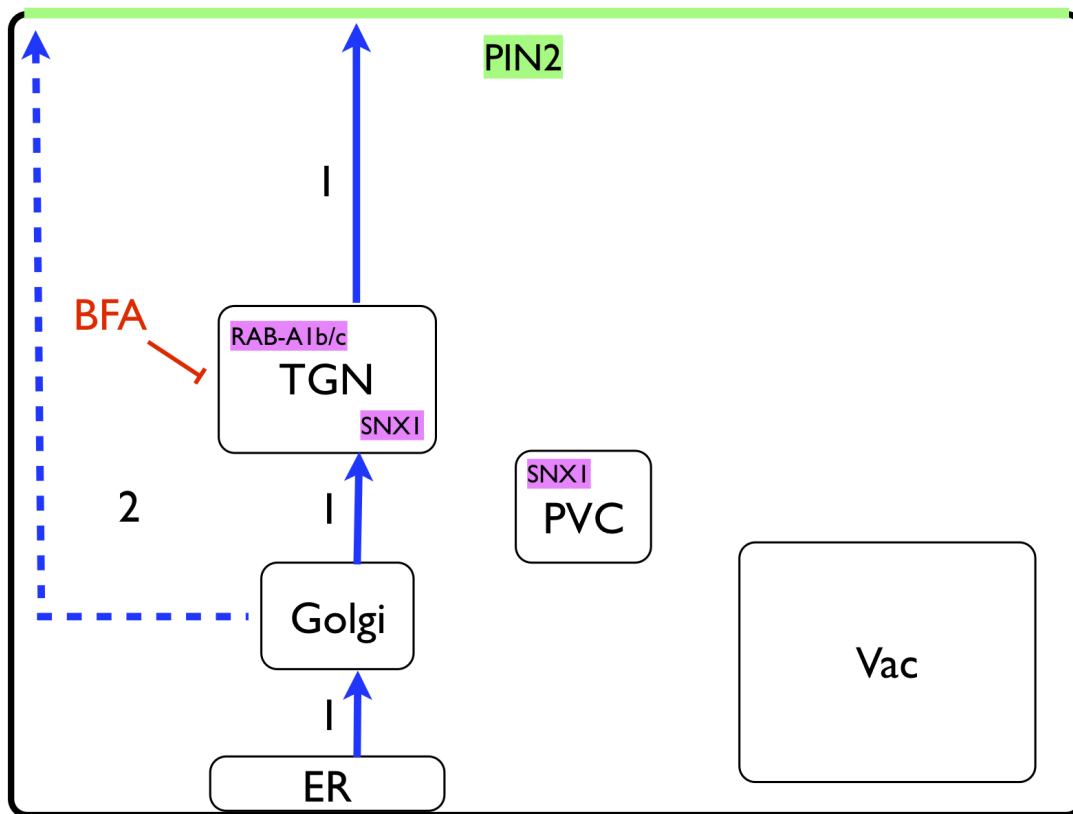 PIN2
1
BFA
RAB-A1b/c
TGN
SNX1
SNX1
PVC
2
1
Golgi
Vac
1
ER